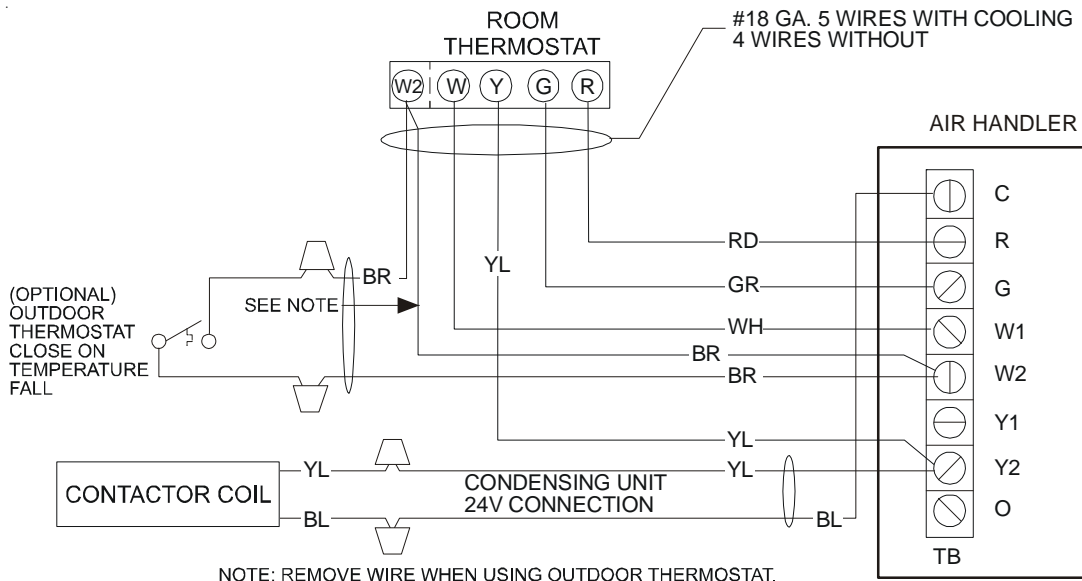 ROOM
THERMOSTAT
#18 GA. 5 WIRES WITH COOLING
4 WIRES WITHOUT
W2 W Y G R
AIR HANDLER
C
RD
R
BR
YL
GR
G
(OPTIONAL)
OUTDOOR
THERMOSTAT
CLOSE ON
TEMPERATURE
FALL
SEE NOTE
WH
W1
BR
BR
W2
Y1
YL
YL
YL
Y2
CONTACTOR COIL
CONDENSING UNIT
24V CONNECTION
BL
BL
O
TB
NOTE: REMOVE WIRE WHEN USING OUTDOOR THERMOSTAT.